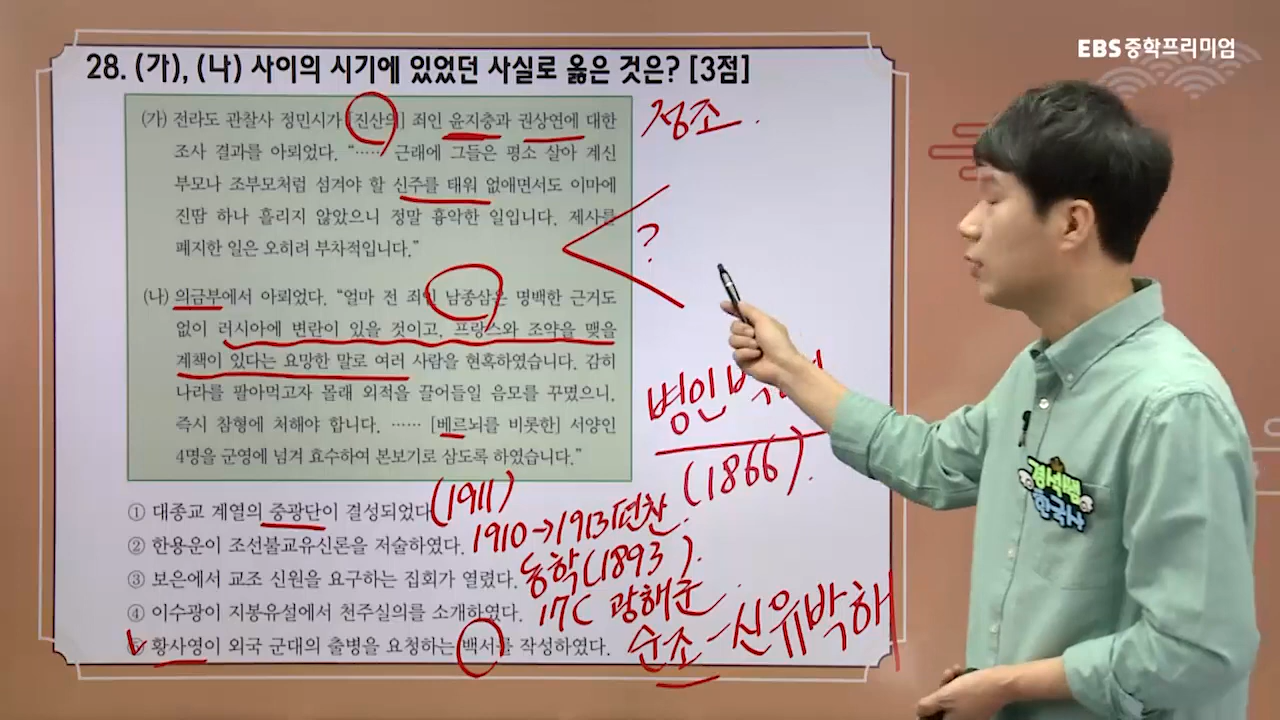 EBS 중학프리미엄
28. (가), (나) 사이의 시기에 있었던 사실로 옳은 것은? [3점]
(가) 전라도 관찰사 정민시가 [진산의] 죄인 윤지충과 권상연에 대한
조사 결과를 아뢰었다. “…… 근래에 그들은 평소 살아 계신
부모나 조부모처럼 섬겨야 할 신주를 태워 없애면서도 이마에
진땀 하나 흘리지 않았으니 정말 흉악한 일입니다. 제사를
폐지한 일은 오히려 부차적입니다.”
정조.
?
(나) 의금부에서 아뢰었다. “얼마 전 죄인 남종삼은 명백한 근거도
없이 러시아에 변란이 있을 것이고, 프랑스와 조약을 맺을
계책이 있다는 요망한 말로 여러 사람을 현혹하였습니다. 감히
나라를 팔아먹고자 몰래 외적을 끌어들일 음모를 꾸몄으니,
즉시 참형에 처해야 합니다. …… [베르뇌를 비롯한] 서양인
4명을 군영에 넘겨 효수하여 본보기로 삼도록 하였습니다.”
병인박
(1866).
① 대종교 계열의 중광단이 결성되었다. (1911)
② 한용운이 조선불교유신론을 저술하였다. 1910→1913 편찬.
③ 보은에서 교조 신원을 요구하는 집회가 열렸다. 동학(1893).
④ 이수광이 지봉유설에서 천주실의를 소개하였다. 17C 광해군.
⑤ 황사영이 외국 군대의 출병을 요청하는 백서를 작성하였다. 순조-신유박해
경석쌤
한국사